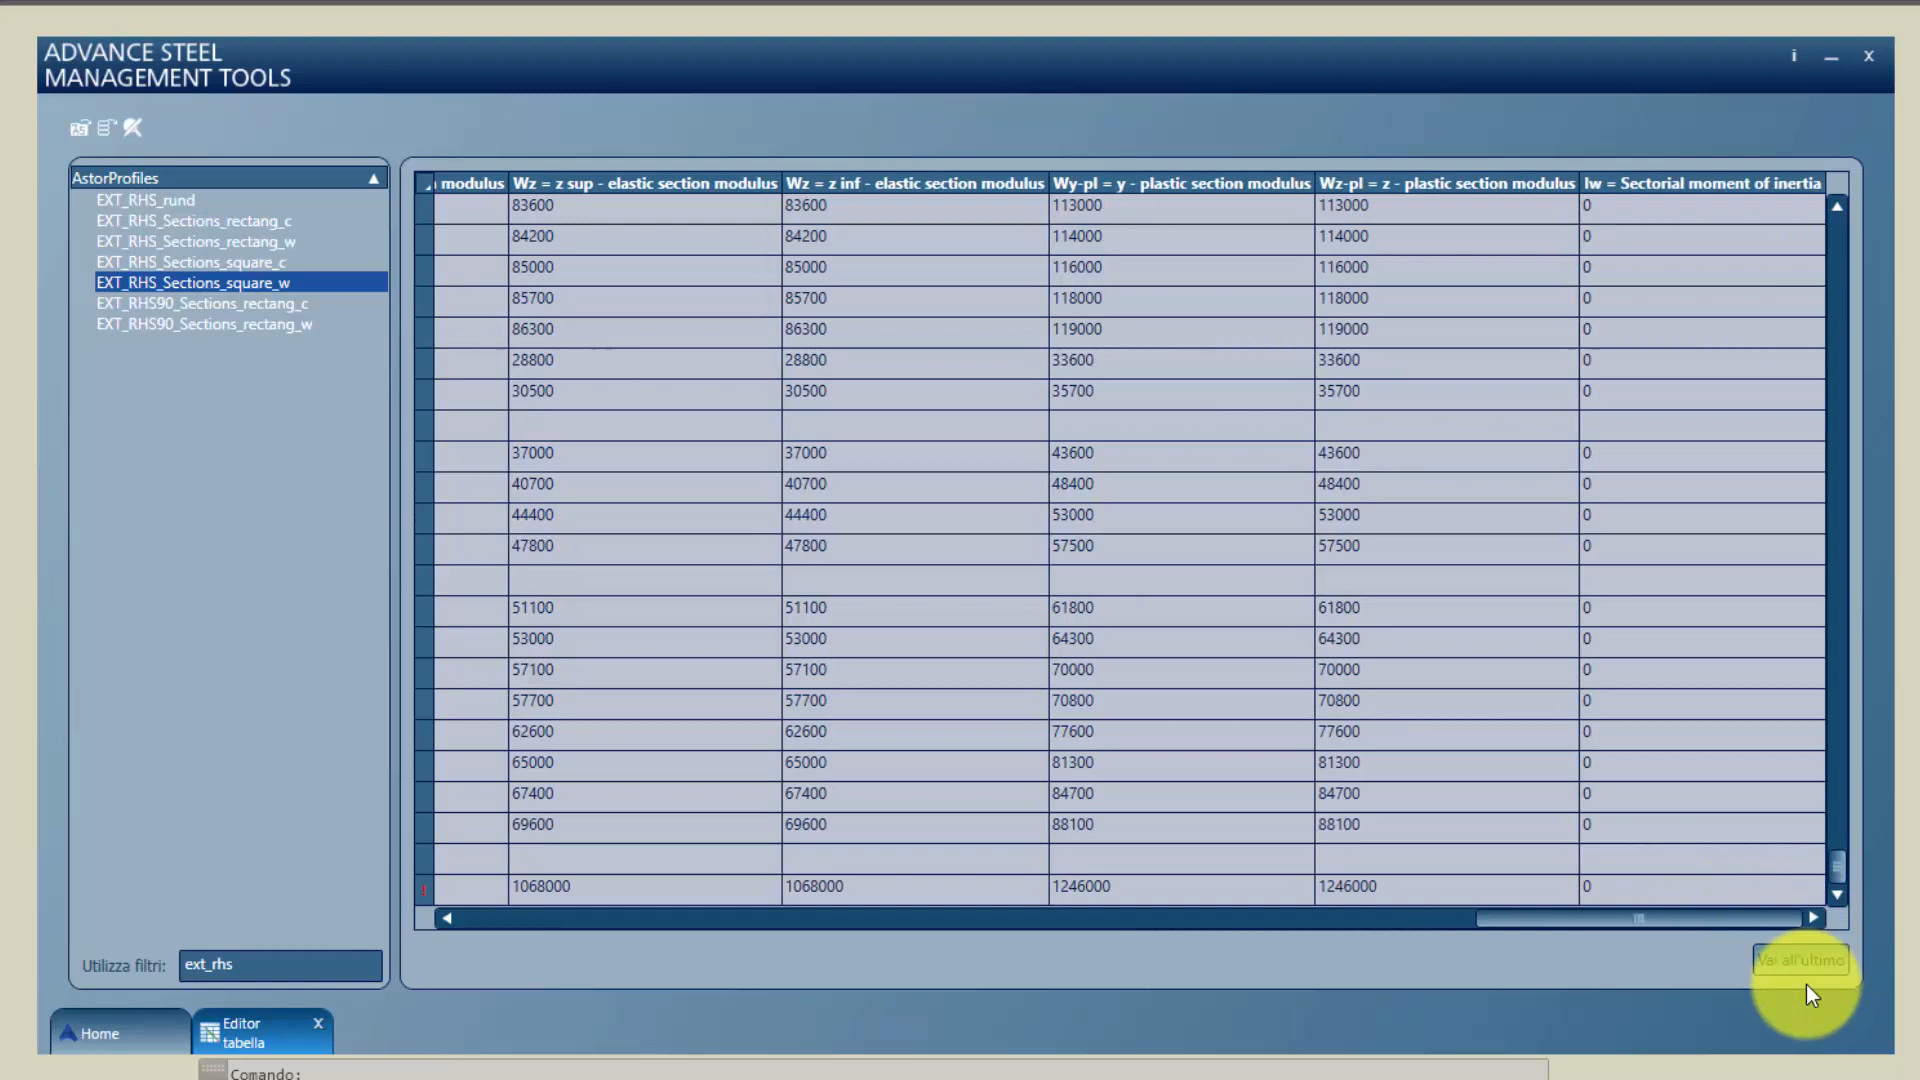 ADVANCE STEEL
MANAGEMENT TOOLS
i
X
AS
AstorProfiles
EXT_RHS_rund
EXT_RHS_Sections_rectang_c
EXT_RHS_Sections_rectang_w
EXT_RHS_Sections_square_c
EXT_RHS_Sections_square_w
EXT_RHS90_Sections_rectang_c
EXT_RHS90_Sections_rectang_w
Utilizza filtri: ext_rhs
modulus Wz = z sup - elastic section modulus Wz = z inf - elastic section modulus Wy-pl = y - plastic section modulus Wz-pl = z - plastic section modulus Iw = Sectorial moment of inertia
83600 83600 113000 113000 0
84200 84200 114000 114000 0
85000 85000 116000 116000 0
85700 85700 118000 118000 0
86300 86300 119000 119000 0
28800 28800 33600 33600 0
30500 30500 35700 35700 0
37000 37000 43600 43600 0
40700 40700 48400 48400 0
44400 44400 53000 53000 0
47800 47800 57500 57500 0
51100 51100 61800 61800 0
53000 53000 64300 64300 0
57100 57100 70000 70000 0
57700 57700 70800 70800 0
62600 62600 77600 77600 0
65000 65000 81300 81300 0
67400 67400 84700 84700 0
69600 69600 88100 88100 0
! 1068000 1068000 1246000 1246000 0
Vai all'ultimo
Home
Editor
tabella
X
Comando: